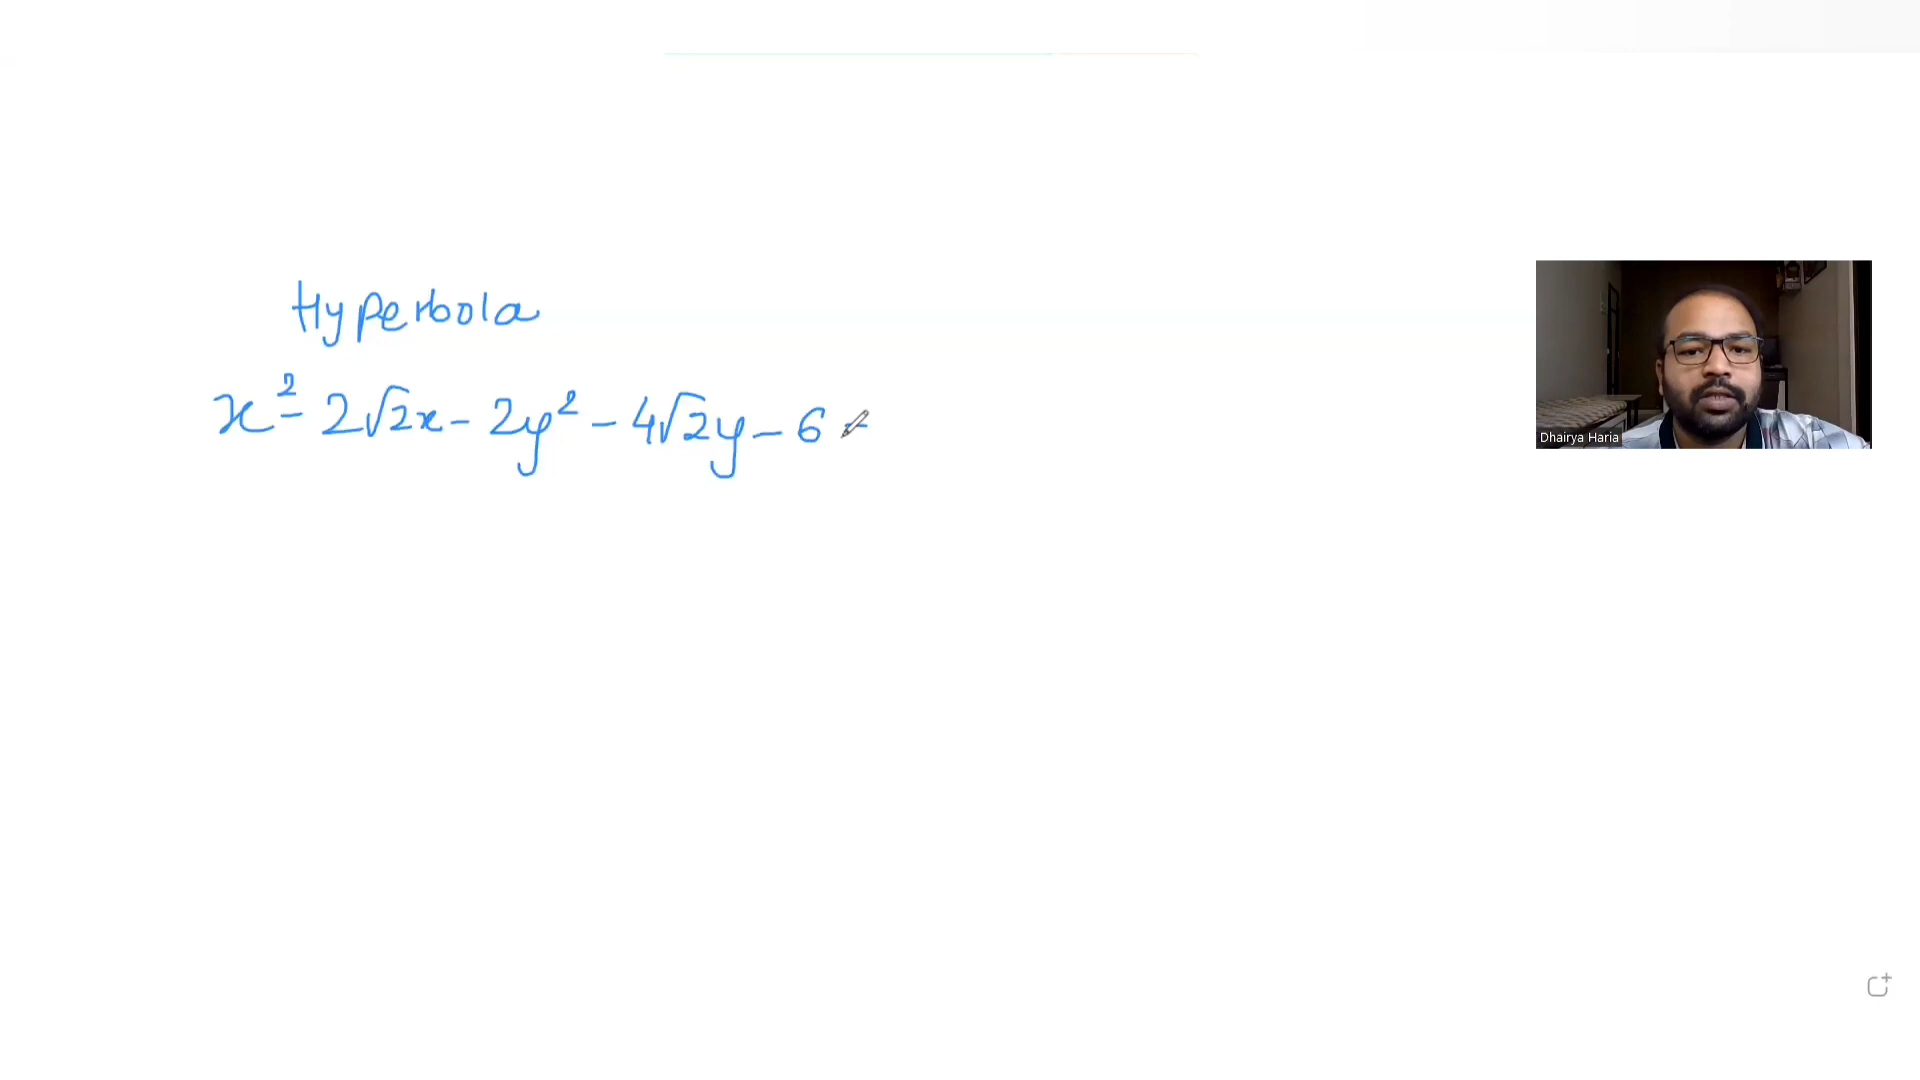 Hyperbola
x² - 2√2x - 2y² - 4√2y - 6
Dhairya Haria